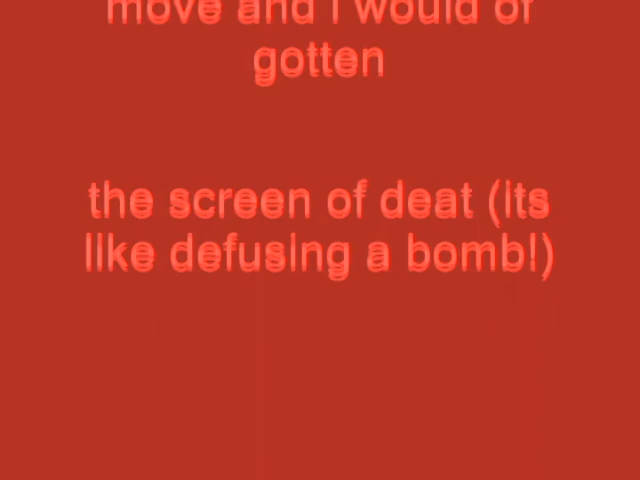 move and i would of
gotten
the screen of deat (its
like defusing a bomb!)